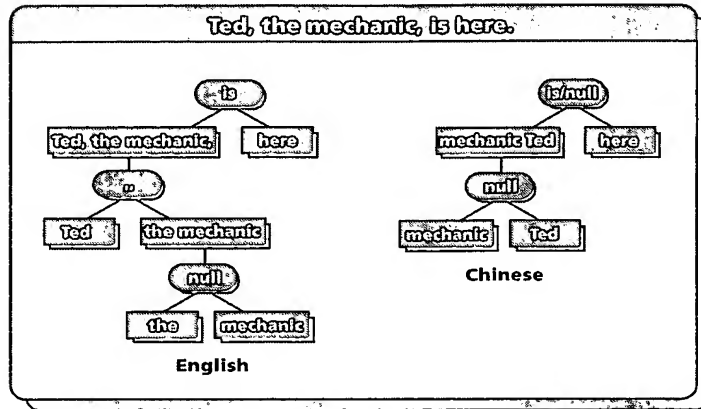 Ted, the mechanic, is here.
is
Ted, the mechanic,
here
,,
Ted
the mechanic
null
the
mechanic
English
is/null
mechanic Ted
here
null
mechanic
Ted
Chinese